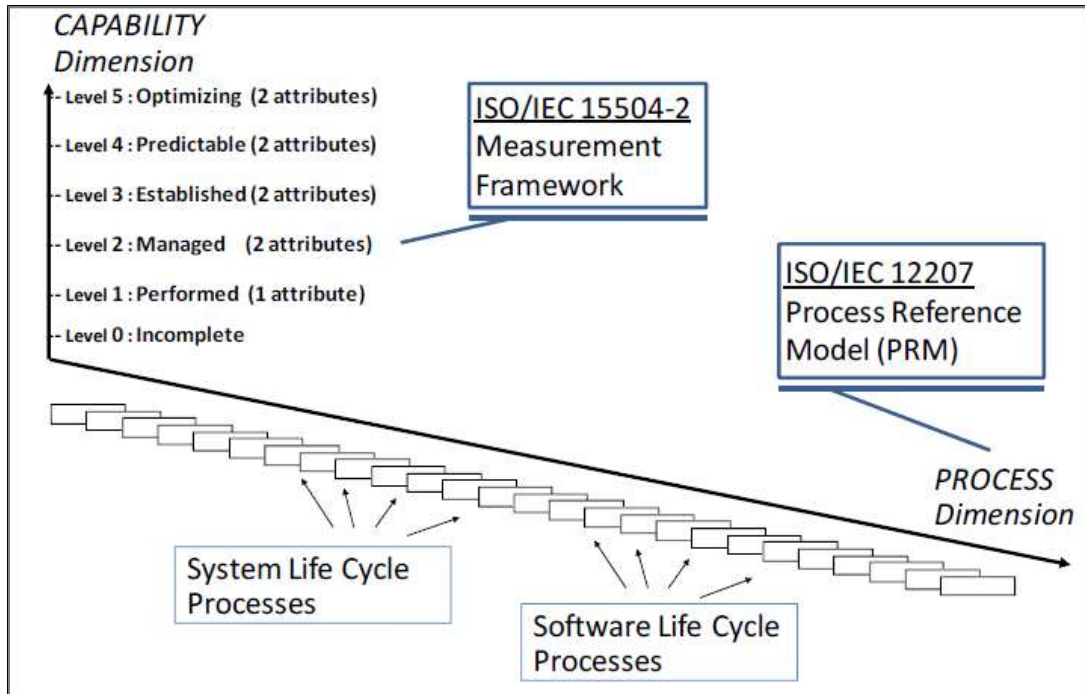 CAPABILITY
Dimension
Level 5 : Optimizing (2 attributes)
Level 4 : Predictable (2 attributes)
Level 3 : Established (2 attributes)
Level 2 : Managed (2 attributes)
Level 1 : Performed (1 attribute)
Level 0 : Incomplete
ISO/IEC 15504-2
Measurement
Framework
ISO/IEC 12207
Process Reference
Model (PRM)
PROCESS
Dimension
System Life Cycle
Processes
Software Life Cycle
Processes